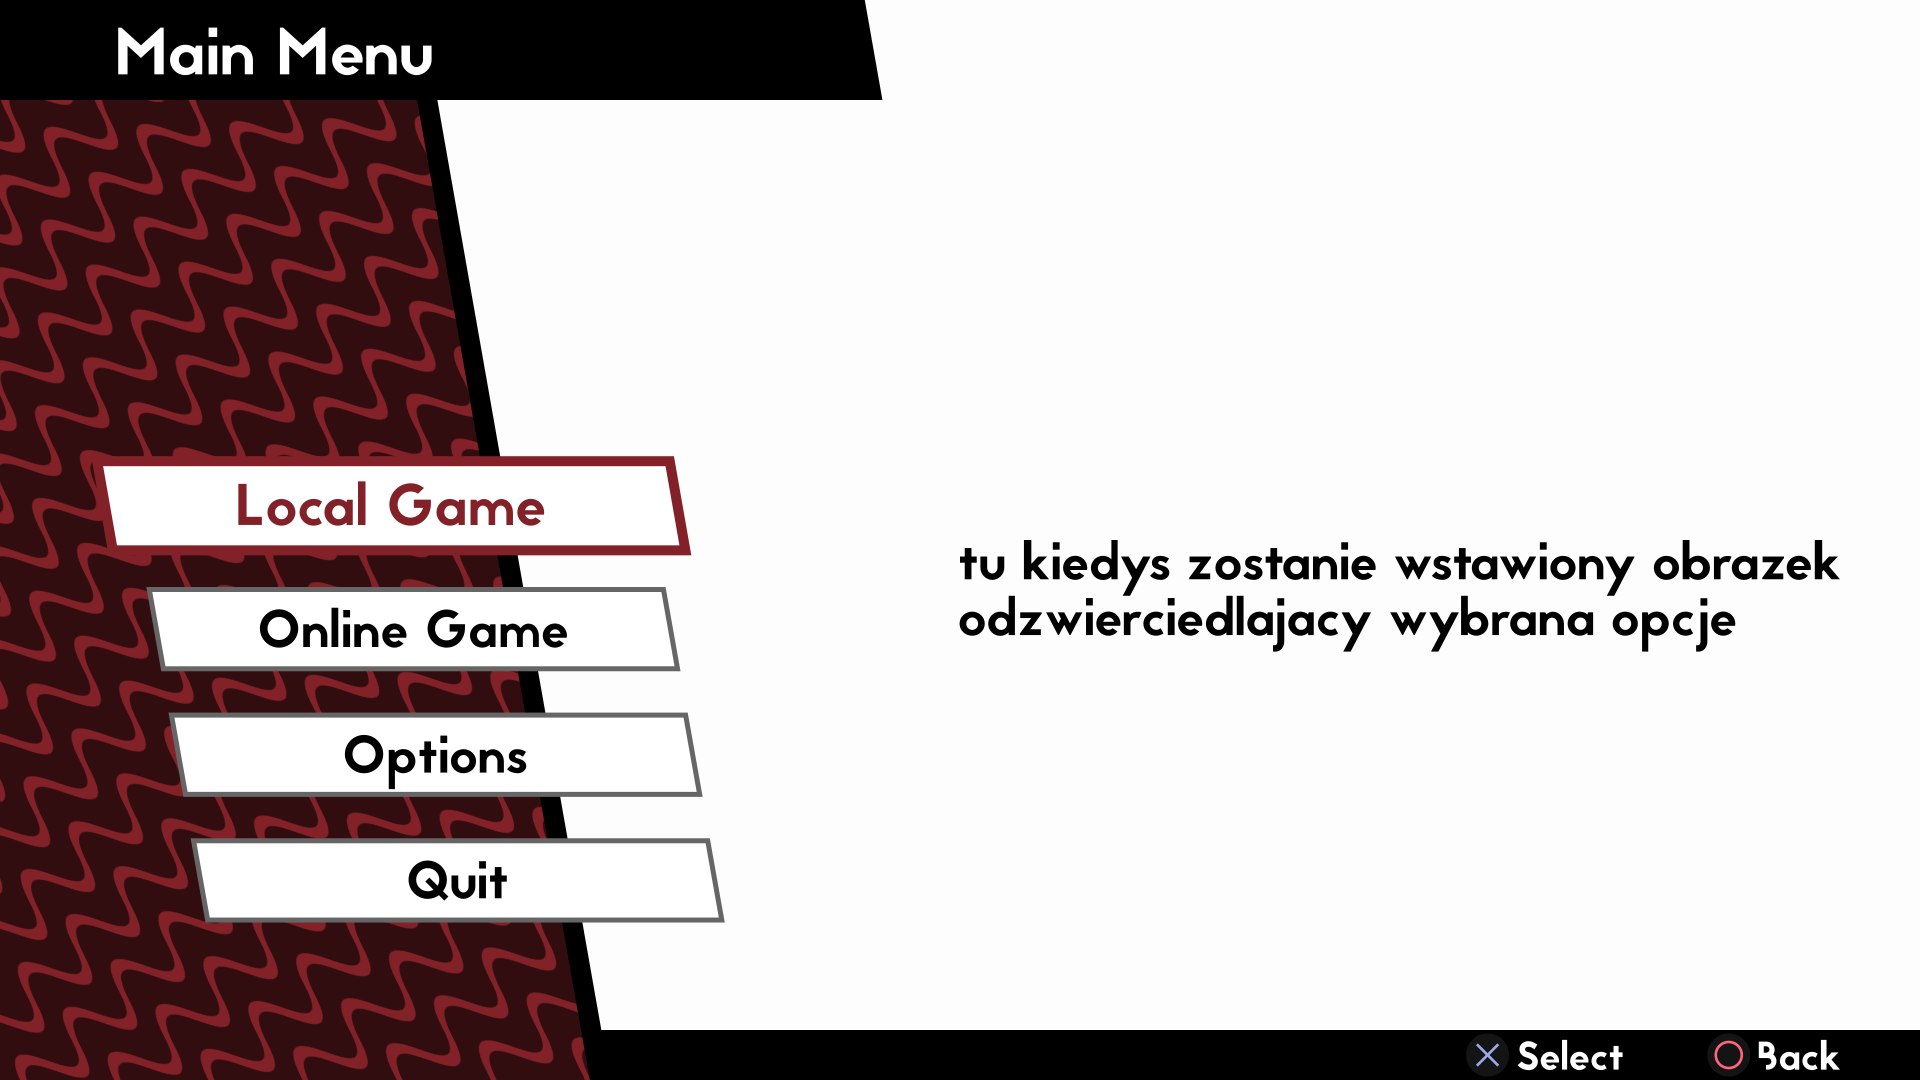 Main Menu
Local Game
Online Game
Options
Quit
tu kiedys zostanie wstawiony obrazek
odzwierciedlajacy wybrana opcje
Select
Back